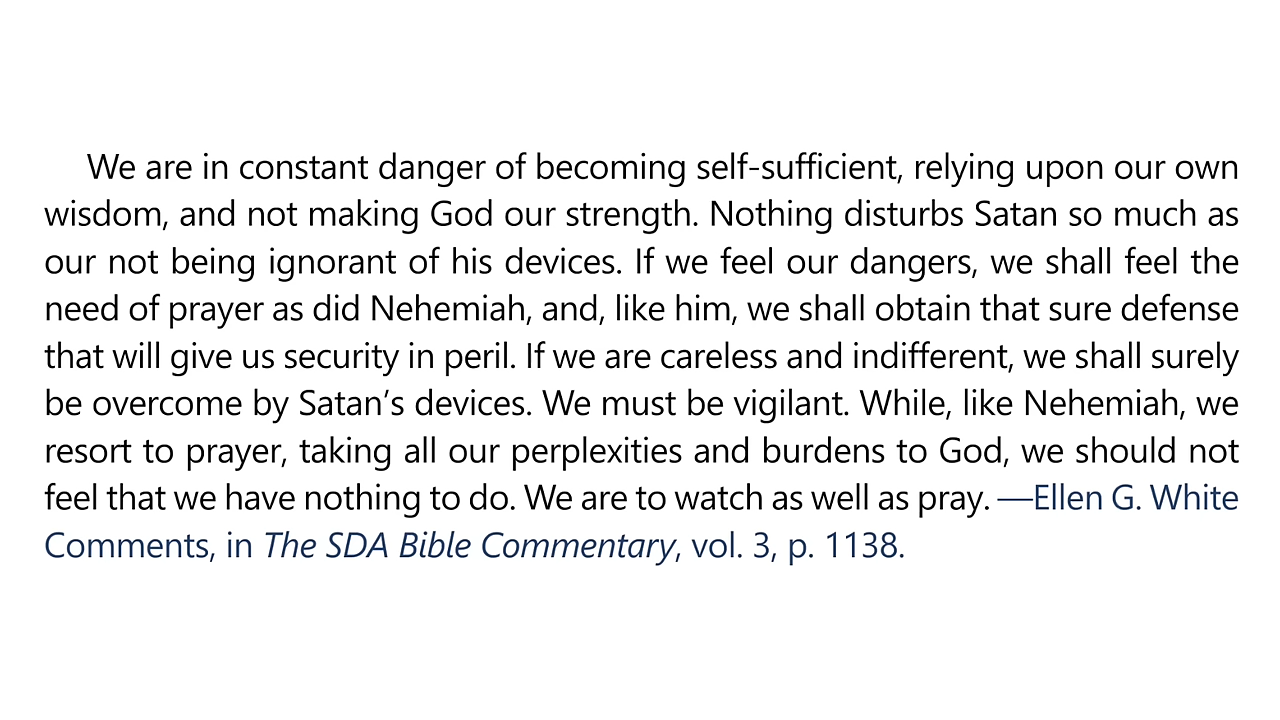 We are in constant danger of becoming self-sufficient, relying upon our own
wisdom, and not making God our strength. Nothing disturbs Satan so much as
our not being ignorant of his devices. If we feel our dangers, we shall feel the
need of prayer as did Nehemiah, and, like him, we shall obtain that sure defense
that will give us security in peril. If we are careless and indifferent, we shall surely
be overcome by Satan’s devices. We must be vigilant. While, like Nehemiah, we
resort to prayer, taking all our perplexities and burdens to God, we should not
feel that we have nothing to do. We are to watch as well as pray. —Ellen G. White
Comments, in The SDA Bible Commentary, vol. 3, p. 1138.